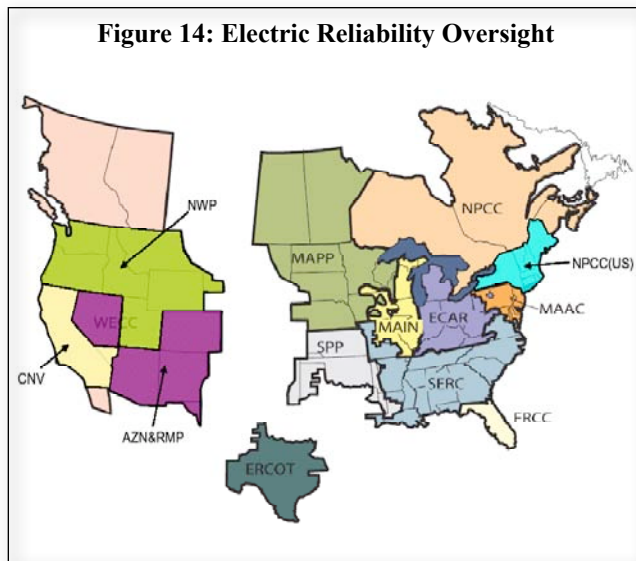 Figure 14: Electric Reliability Oversight
NWP
NPCC
MAPP
NPCC(US)
WECC
MAIN
ECAR
MAAC
SPP
CNV
SERC
FRCC
AZN&RMP
ERCOT